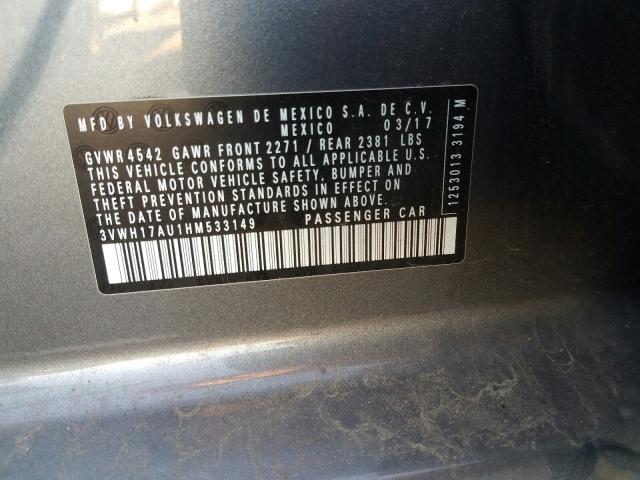 MFD BY VOLKSWAGEN DE MEXICO S.A. DE C.V.
MEXICO 03/17
GVWR 4542 GAWR FRONT 2271 / REAR 2381 LBS
THIS VEHICLE CONFORMS TO ALL APPLICABLE U.S.
FEDERAL MOTOR VEHICLE SAFETY, BUMPER AND
THEFT PREVENTION STANDARDS IN EFFECT ON
THE DATE OF MANUFACTURE SHOWN ABOVE.
3VWH17AU1HM533149 PASSENGER CAR
1253013 3194 M